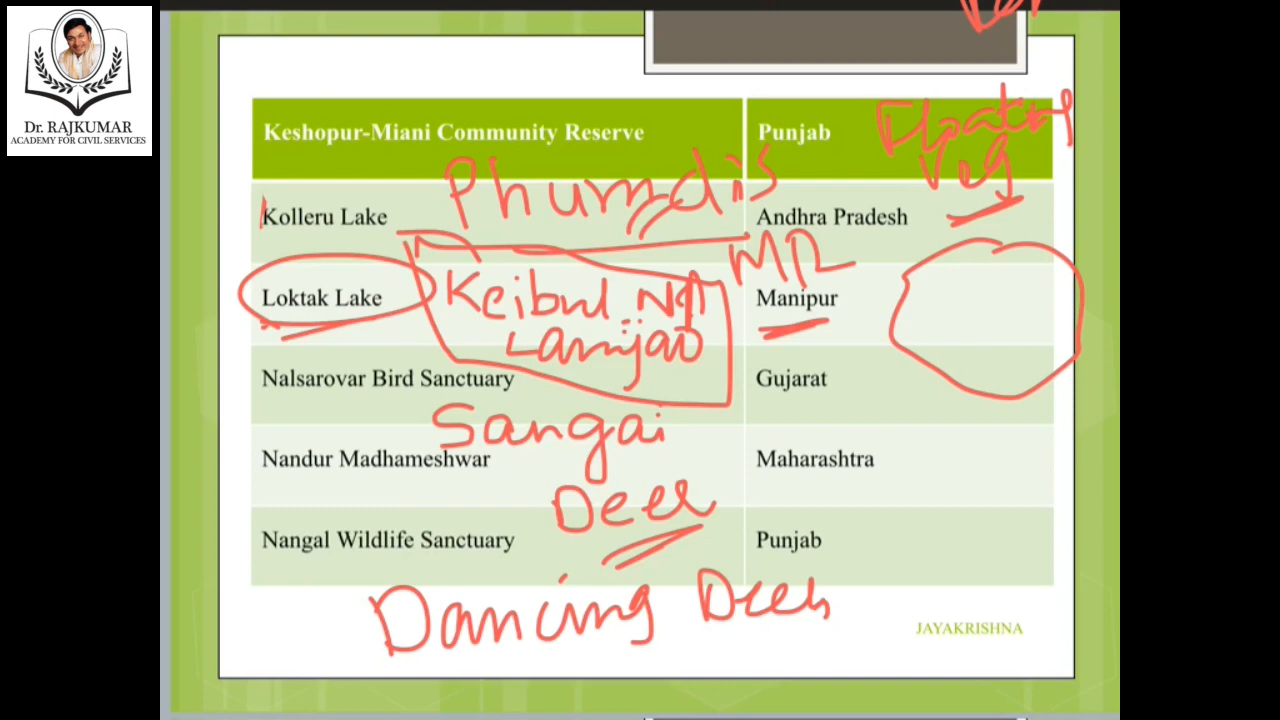 Dr. RAJKUMAR
ACADEMY FOR CIVIL SERVICES
Keshopur-Miani Community Reserve Punjab
Floating
Veg
Phumdis
Kolleru Lake Andhra Pradesh
Loktak Lake Manipur
Keibul NP
Lamjao
Nalsarovar Bird Sanctuary Gujarat
Sangai
Nandur Madhameshwar Maharashtra
Deer
Nangal Wildlife Sanctuary Punjab
Dancing Deer
JAYAKRISHNA